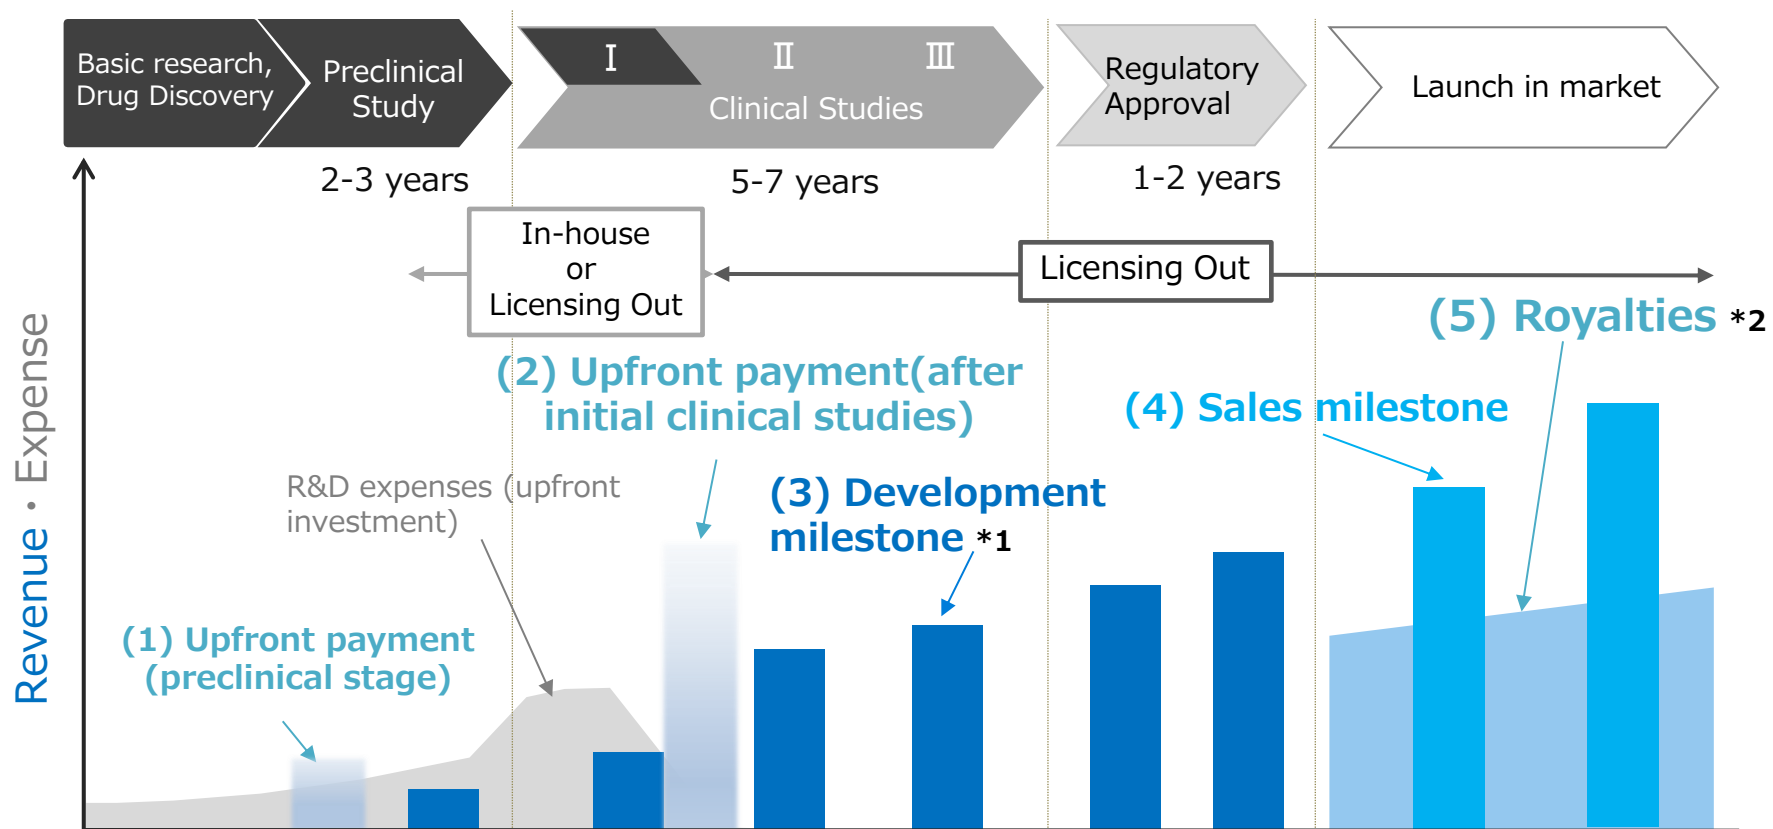 Basic research,
Drug Discovery
Preclinical
Study
Ⅰ
Ⅱ
Ⅲ
Clinical Studies
Regulatory
Approval
Launch in market
2-3 years
5-7 years
1-2 years
In-house
or
Licensing Out
Licensing Out
(5) Royalties *2
(2) Upfront payment(after
initial clinical studies)
(4) Sales milestone
R&D expenses (upfront
investment)
(3) Development
milestone *1
(1) Upfront payment
(preclinical stage)
Revenue・Expense